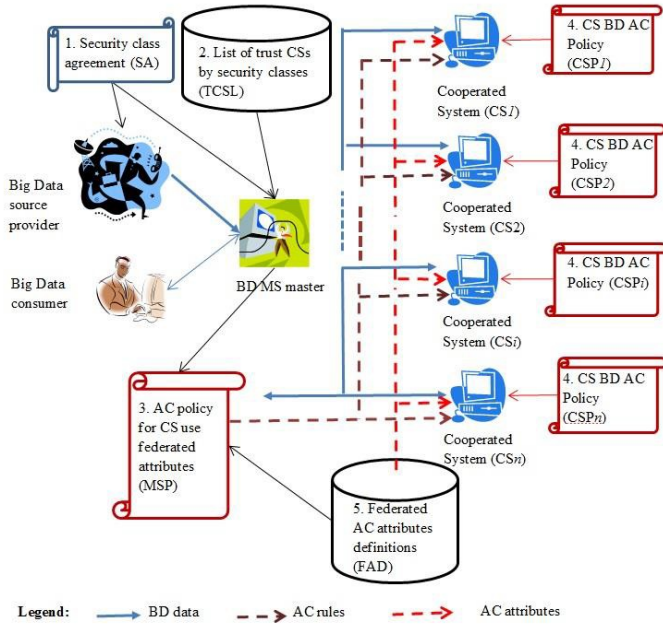 1. Security class
agreement (SA)
2. List of trust CSs
by security classes
(TCSL)
Big Data
source
provider
Big Data
consumer
BD MS master
Cooperated
System (CS1)
4. CS BD AC
Policy
(CSP1)
Cooperated
System (CS2)
4. CS BD AC
Policy
(CSP2)
Cooperated
System (CSi)
4. CS BD AC
Policy (CSPi)
Cooperated
System (CSn)
4. CS BD AC
Policy
(CSPn)
3. AC policy
for CS use
federated
attributes
(MSP)
5. Federated
AC attributes
definitions
(FAD)
Legend: BD data AC rules AC attributes